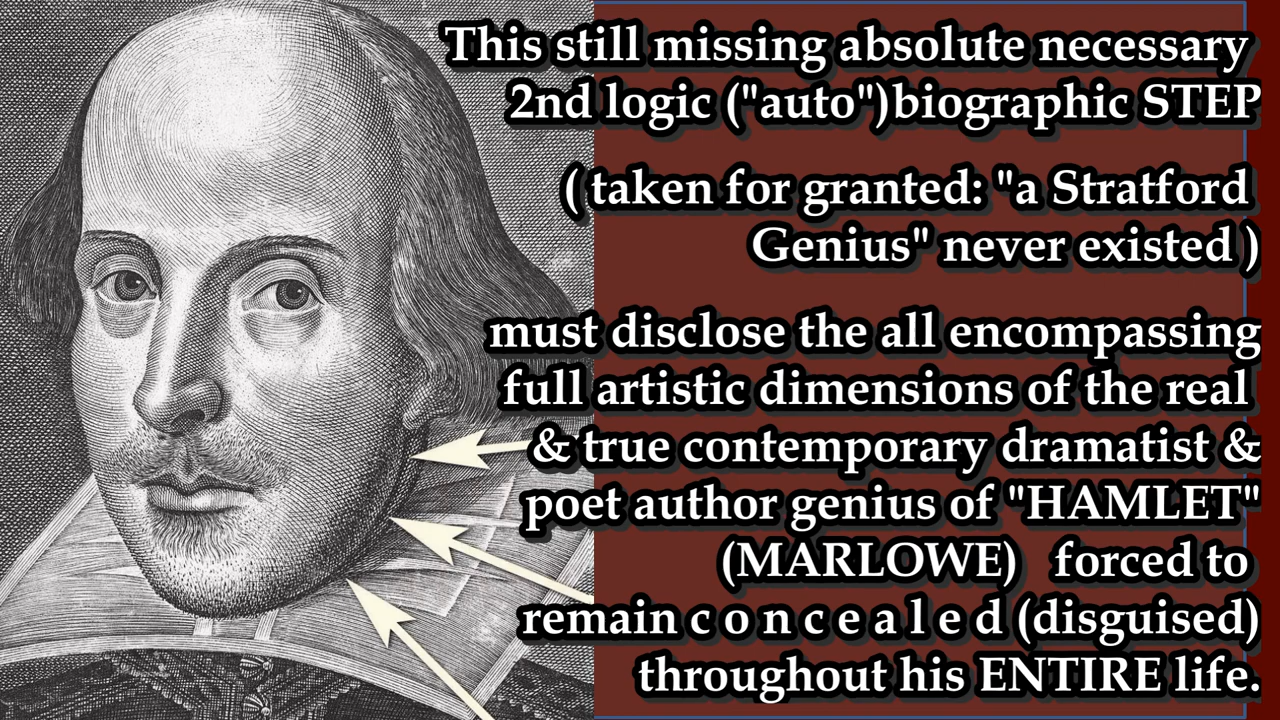 This still missing absolute necessary
2nd logic ("auto")biographic STEP
( taken for granted: "a Stratford
Genius" never existed )
must disclose the all encompassing
full artistic dimensions of the real
& true contemporary dramatist &
poet author genius of "HAMLET"
(MARLOWE) forced to
remain c o n c e a l e d (disguised)
throughout his ENTIRE life.